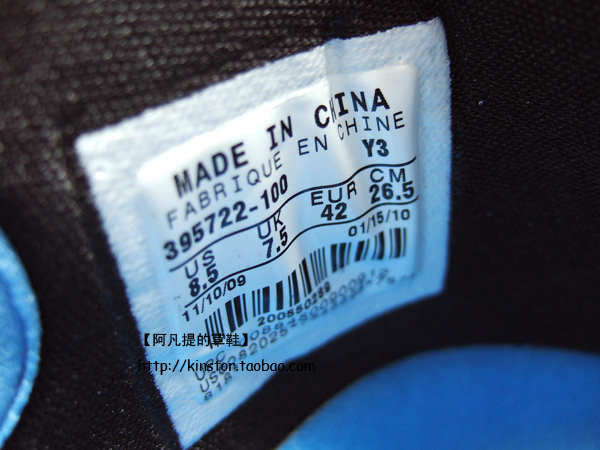 MADE IN CHINA
FABRIQUE EN CHINE
395722-100 Y3
US UK EUR CM
8.5 7.5 42 26.5
11/10/09 01/15/10
200550289
【阿凡提的草鞋】
http://kinston.taobao.com